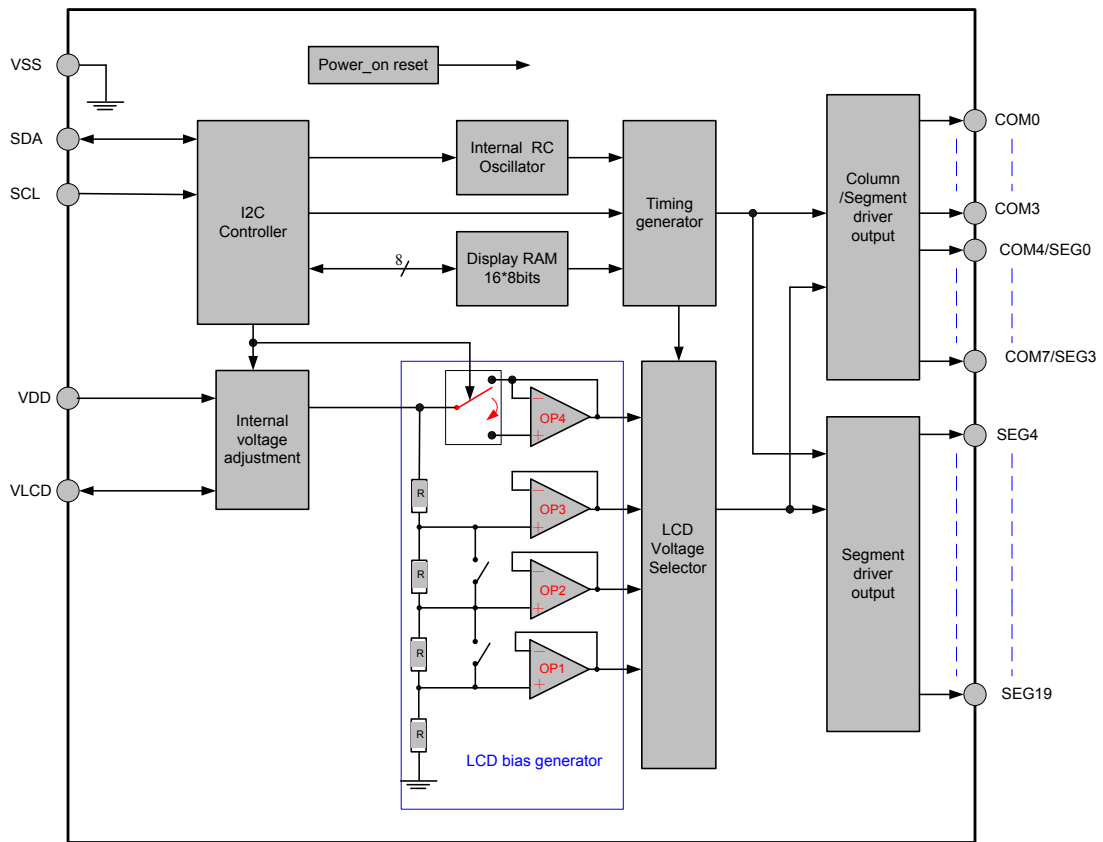 VSS
Power_on reset
SDA
SCL
I2C
Controller
Internal RC
Oscillator
8
Display RAM
16*8bits
Timing
generator
Column
/Segment
driver
output
COM0
COM3
COM4/SEG0
COM7/SEG3
VDD
VLCD
Internal
voltage
adjustment
R
R
R
R
−
OP4
+
−
OP3
+
−
OP2
+
−
OP1
+
LCD bias generator
LCD
Voltage
Selector
Segment
driver
output
SEG4
SEG19